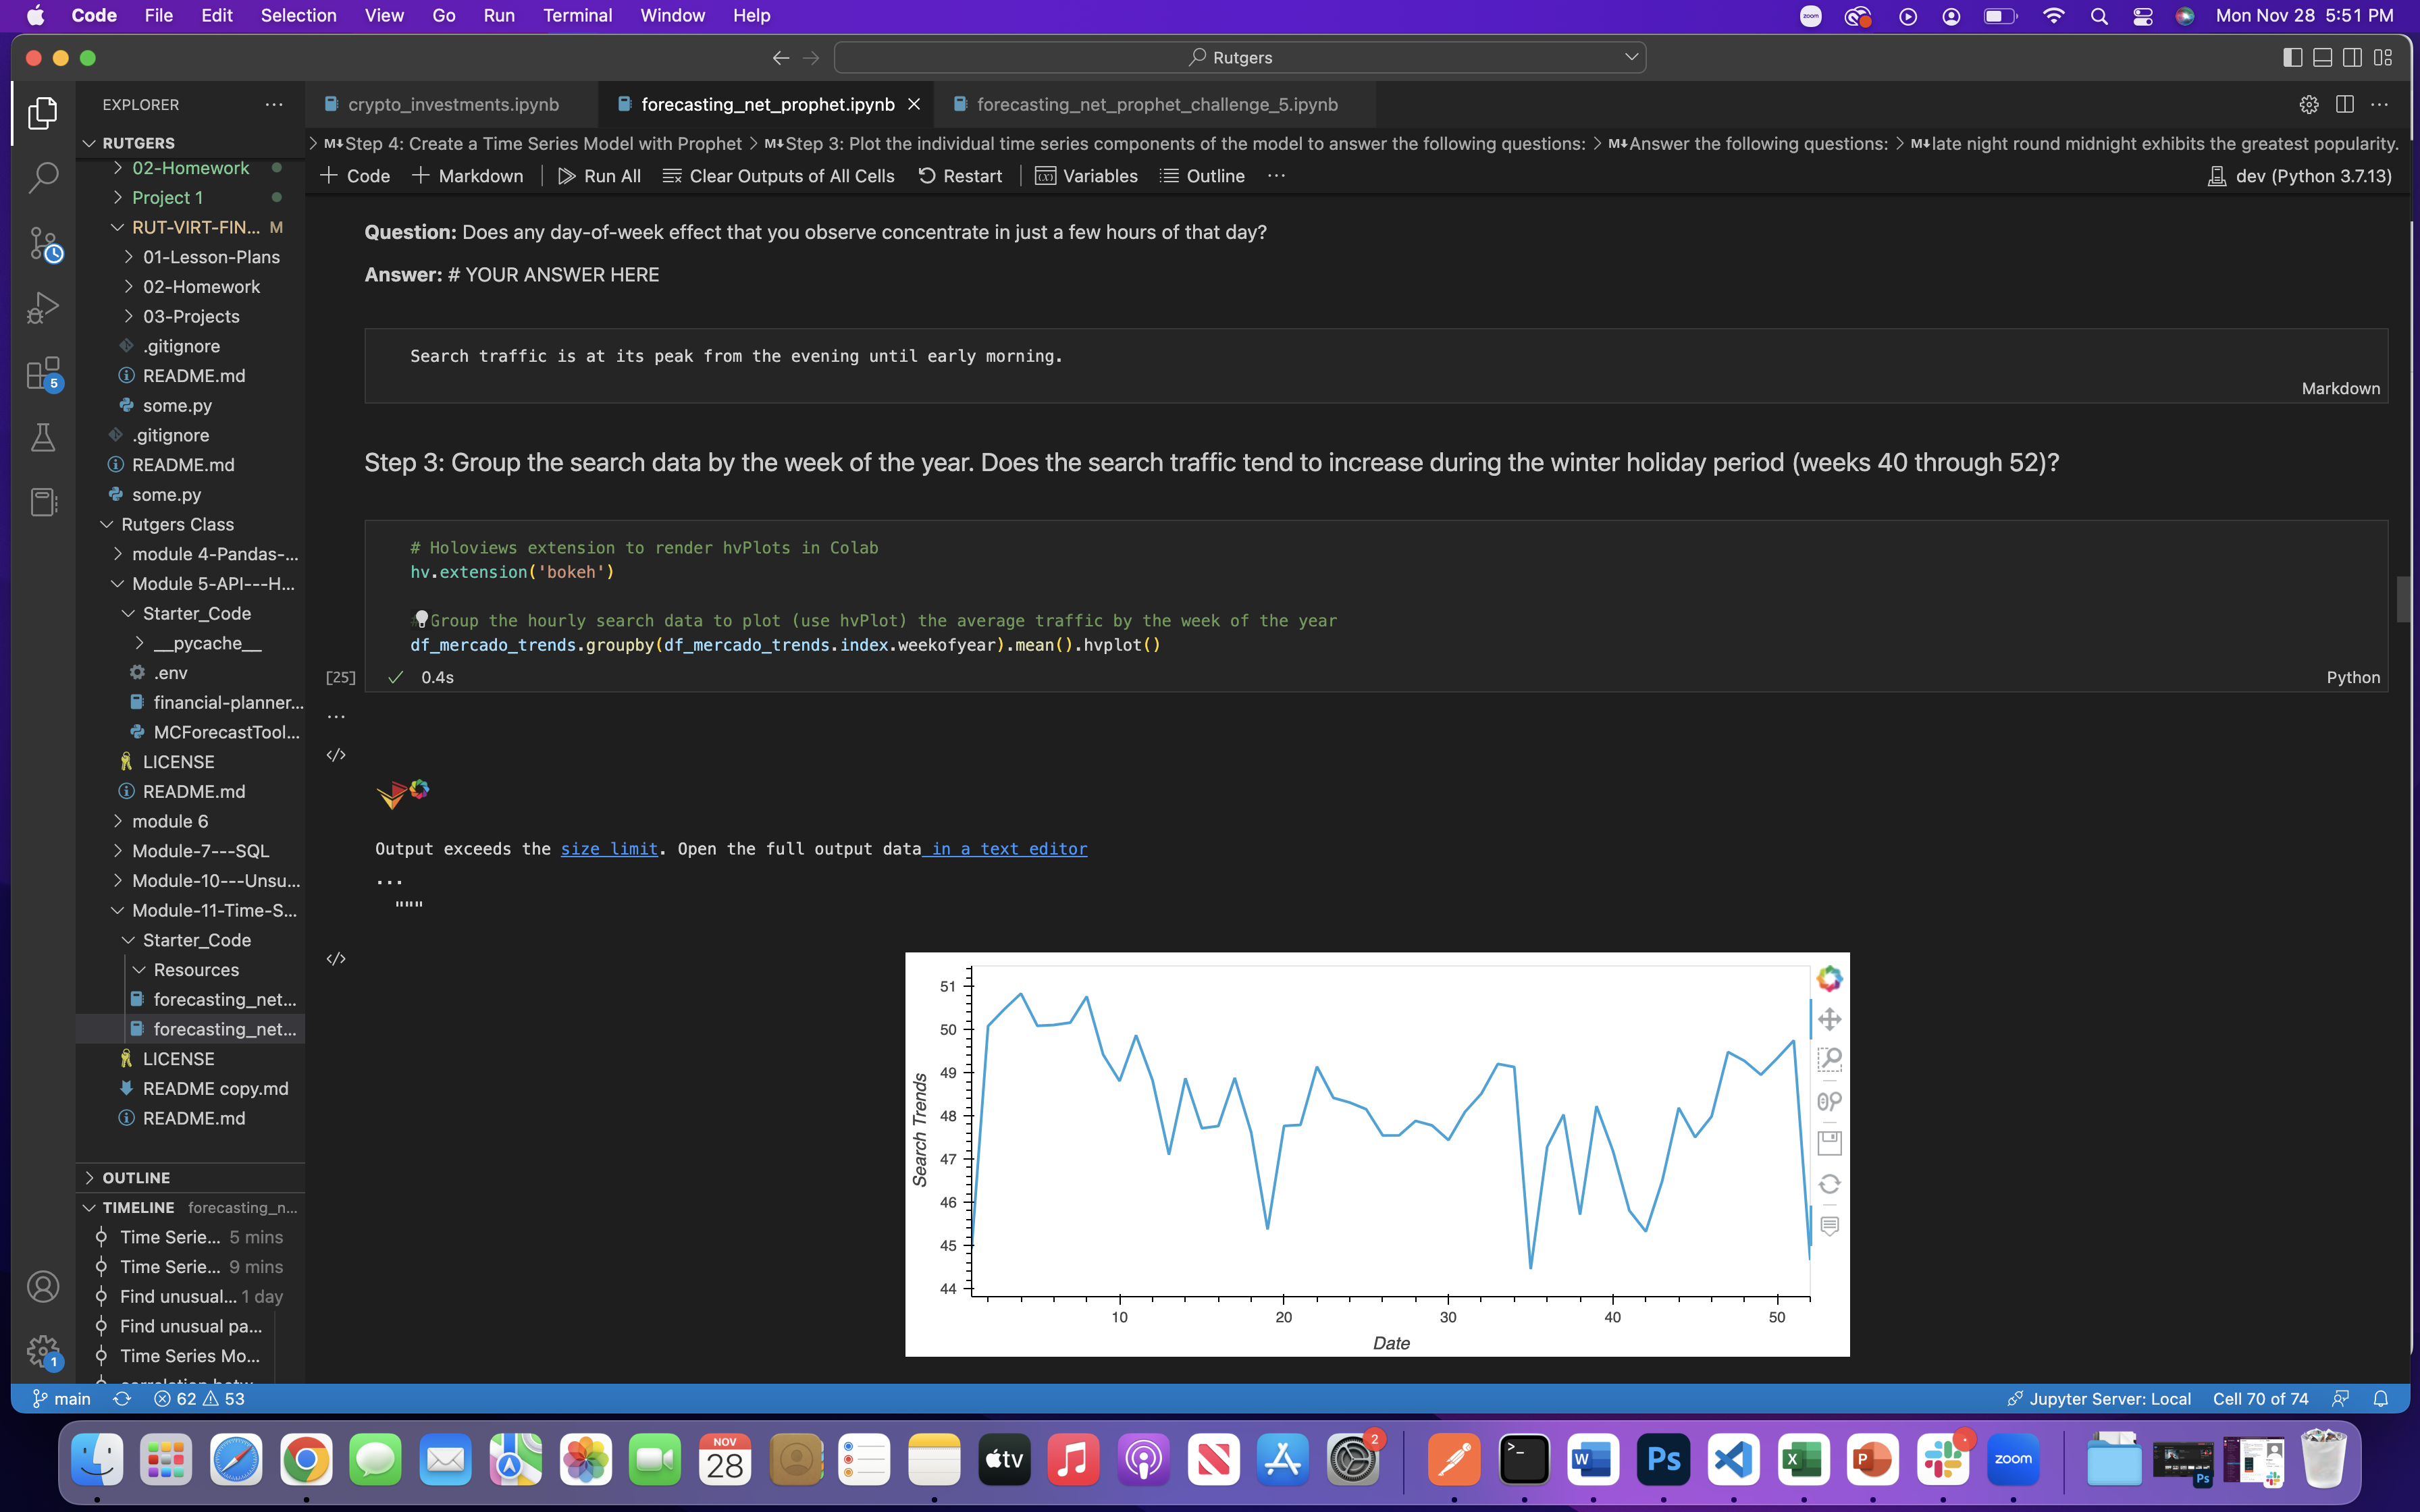 Code File Edit Selection View Go Run Terminal Window Help
zoom
Mon Nov 28 5:51 PM
Rutgers
EXPLORER
crypto_investments.ipynb
forecasting_net_prophet.ipynb
forecasting_net_prophet_challenge_5.ipynb
Step 4: Create a Time Series Model with Prophet > M↓Step 3: Plot the individual time series components of the model to answer the following questions: > M↓Answer the following questions: > M↓late night round midnight exhibits the greatest popularity.
Code Markdown Run All Clear Outputs of All Cells Restart Variables Outline ...
dev (Python 3.7.13)
RUTGERS
02-Homework
Project 1
RUT-VIRT-FIN... M
01-Lesson-Plans
02-Homework
03-Projects
.gitignore
README.md
some.py
.gitignore
README.md
some.py
Rutgers Class
module 4-Pandas-...
Module 5-API---H...
Starter_Code
__pycache__
.env
financial-planner...
MCForecastTool...
LICENSE
README.md
module 6
Module-7---SQL
Module-10---Unsu...
Module-11-Time-S...
Starter_Code
Resources
forecasting_net...
forecasting_net...
LICENSE
README copy.md
README.md
OUTLINE
TIMELINE forecasting_n...
Time Serie... 5 mins
Time Serie... 9 mins
Find unusual... 1 day
Find unusual pa...
Time Series Mo...
5
1
Question: Does any day-of-week effect that you observe concentrate in just a few hours of that day?
Answer: # YOUR ANSWER HERE
Search traffic is at its peak from the evening until early morning.
Markdown
Step 3: Group the search data by the week of the year. Does the search traffic tend to increase during the winter holiday period (weeks 40 through 52)?
# Holoviews extension to render hvPlots in Colab
hv.extension('bokeh')
Group the hourly search data to plot (use hvPlot) the average traffic by the week of the year
df_mercado_trends.groupby(df_mercado_trends.index.weekofyear).mean().hvplot()
[25] 0.4s
Python
...
</>
Output exceeds the size limit. Open the full output data in a text editor
...
"""
</>
51
50
49
48
47
46
45
44
Search Trends
10 20 30 40 50
Date
main 62 53
Jupyter Server: Local Cell 70 of 74
NOV
28
tv
2
>_
W
Ps
X
P
zoom
Ps